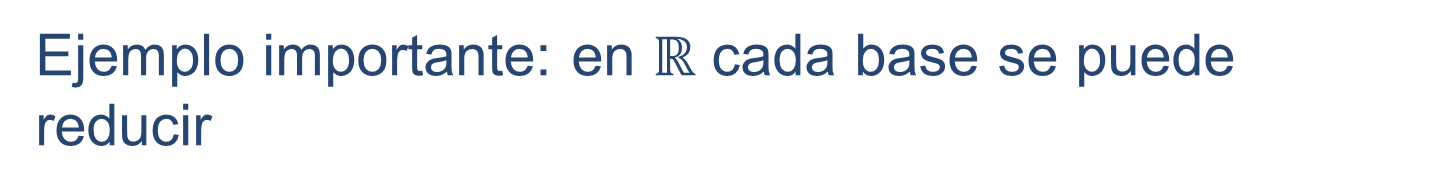 Ejemplo importante: en ℝ cada base se puede
reducir